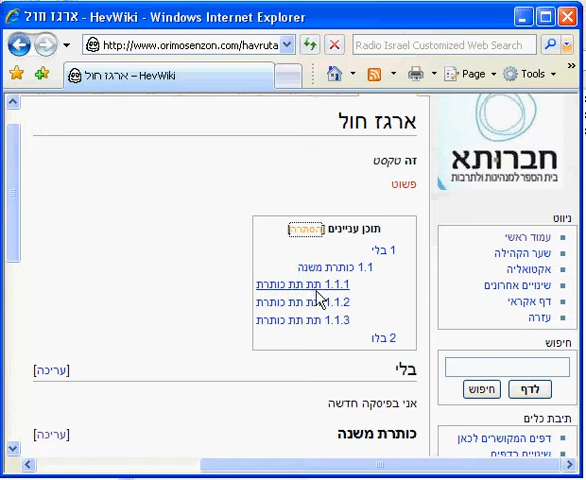 ארגז חול - HevWiki - Windows Internet Explorer
http://www.orimosenzon.com/havruta
Radio Israel Customized Web Search
ארגז חול – HevWiki
Page
Tools
ארגז חול
זה טקסט
פשוט
תוכן עניינים [הסתרה]
1 בלי
1.1 כותרת משנה
1.1.1 תת תת כותרת
1.1.2 תת תת כותרת
1.1.3 תת תת כותרת
2 בלו
בלי
[עריכה]
אני בפיסקה חדשה
כותרת משנה
[עריכה]
חברותא
בית הספר למנהיגות ולתרבות
ניווט
עמוד ראשי
שער הקהילה
אקטואליה
שינויים אחרונים
דף אקראי
עזרה
חיפוש
לדף
חיפוש
תיבת כלים
דפים המקושרים לכאן
שינויים בדפים